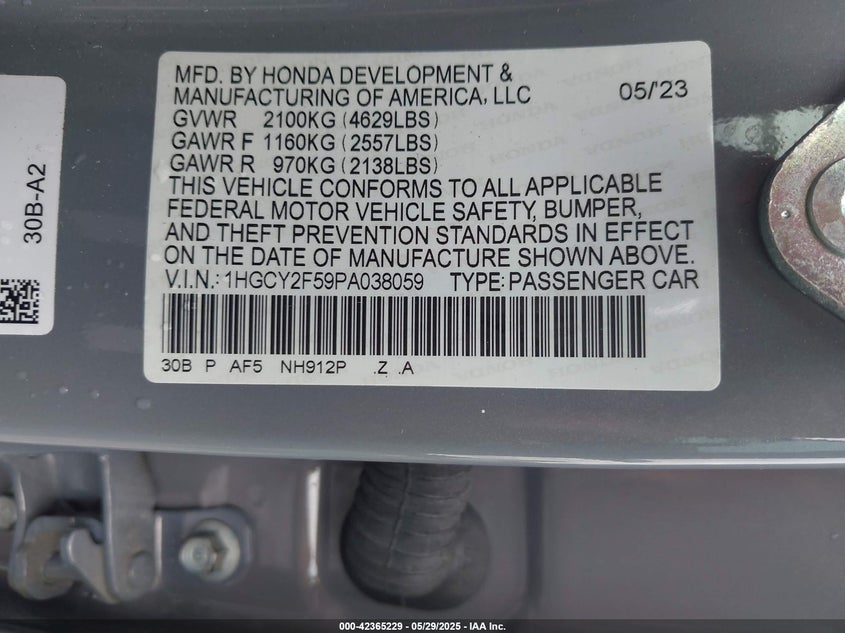 MFD. BY HONDA DEVELOPMENT &
MANUFACTURING OF AMERICA, LLC 05/'23
GVWR 2100KG (4629LBS)
GAWR F 1160KG (2557LBS)
GAWR R 970KG (2138LBS)
THIS VEHICLE CONFORMS TO ALL APPLICABLE
FEDERAL MOTOR VEHICLE SAFETY, BUMPER,
AND THEFT PREVENTION STANDARDS IN EFFECT
ON THE DATE OF MANUFACTURE SHOWN ABOVE.
V.I.N.: 1HGCY2F59PA038059 TYPE: PASSENGER CAR
30B P AF5 NH912P .Z .A
30B-A2
000-42365229 - 05/29/2025 - IAA Inc.